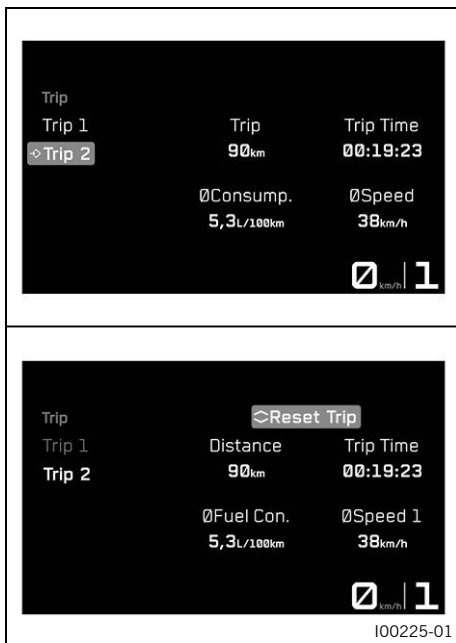 Trip
Trip 1
Trip
Trip Time
Trip 2
90km
00:19:23
ØConsump.
ØSpeed
5,3L/100km
38km/h
0 km/h 1
Reset Trip
Trip
Trip 1
Distance
Trip Time
Trip 2
90km
00:19:23
ØFuel Con.
ØSpeed 1
5,3L/100km
38km/h
0 km/h 1
I00225-01